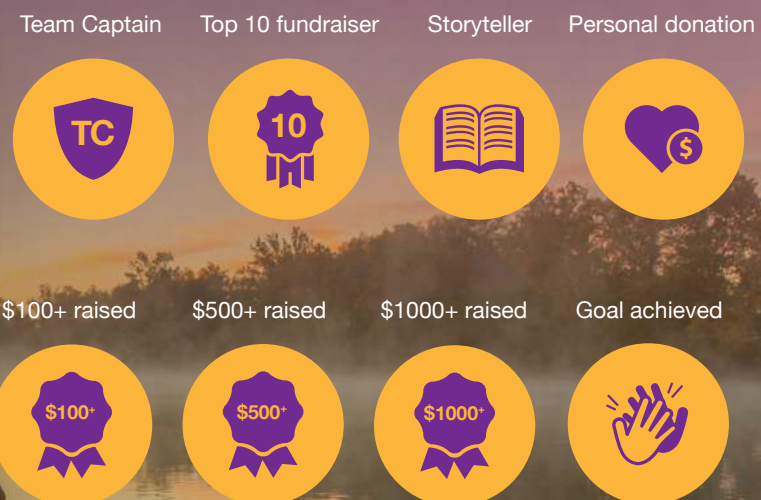 Team Captain
Top 10 fundraiser
Storyteller
Personal donation
TC
10
$
$100+ raised
$500+ raised
$1000+ raised
Goal achieved
$100+
$500+
$1000+